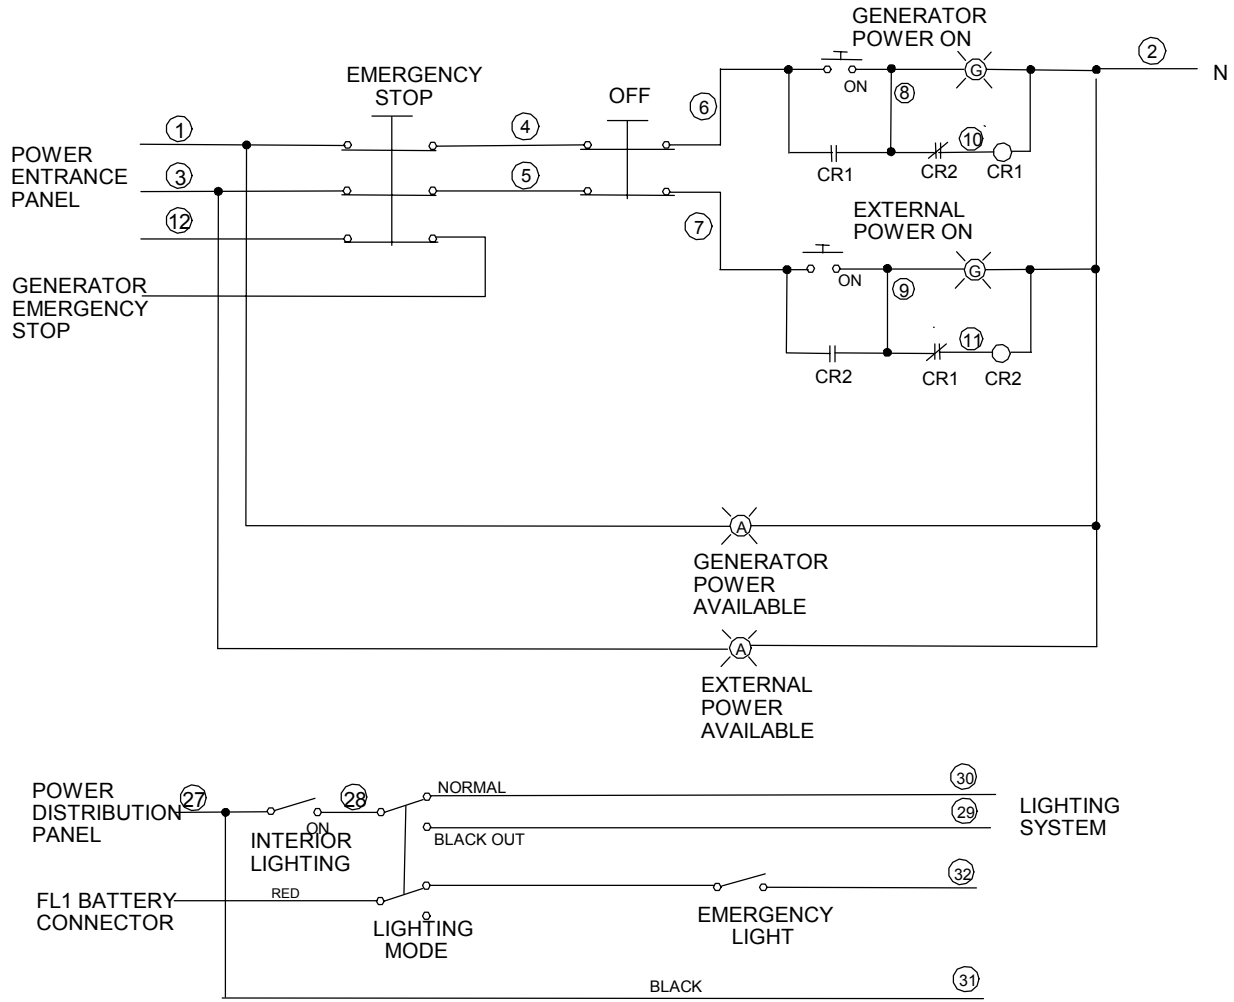 GENERATOR
POWER ON
2
N
EMERGENCY
STOP
OFF
6
ON
8
G
1
4
POWER
ENTRANCE
PANEL
3
5
10
CR1
CR2
CR1
12
7
EXTERNAL
POWER ON
GENERATOR
EMERGENCY
STOP
ON
9
G
11
CR2
CR1
CR2
A
GENERATOR
POWER
AVAILABLE
A
EXTERNAL
POWER
AVAILABLE
POWER
DISTRIBUTION
PANEL
27
28
NORMAL
30
ON
INTERIOR
LIGHTING
BLACK OUT
29
LIGHTING
SYSTEM
FL1 BATTERY
CONNECTOR
RED
32
LIGHTING
MODE
EMERGENCY
LIGHT
BLACK
31